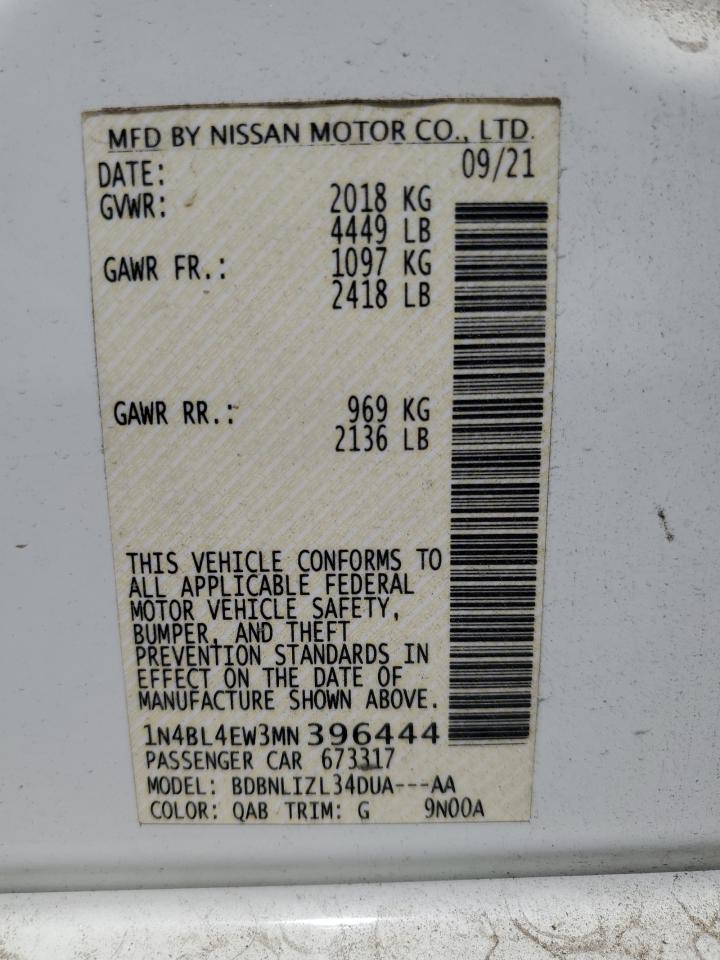 MFD BY NISSAN MOTOR CO., LTD.
DATE: 09/21
GVWR: 2018 KG
4449 LB
GAWR FR.: 1097 KG
2418 LB
GAWR RR.: 969 KG
2136 LB
THIS VEHICLE CONFORMS TO
ALL APPLICABLE FEDERAL
MOTOR VEHICLE SAFETY,
BUMPER, AND THEFT
PREVENTION STANDARDS IN
EFFECT ON THE DATE OF
MANUFACTURE SHOWN ABOVE.
1N4BL4EW3MN 396444
PASSENGER CAR 673317
MODEL: BDBNLIZL34DUA---AA
COLOR: QAB TRIM: G 9N00A